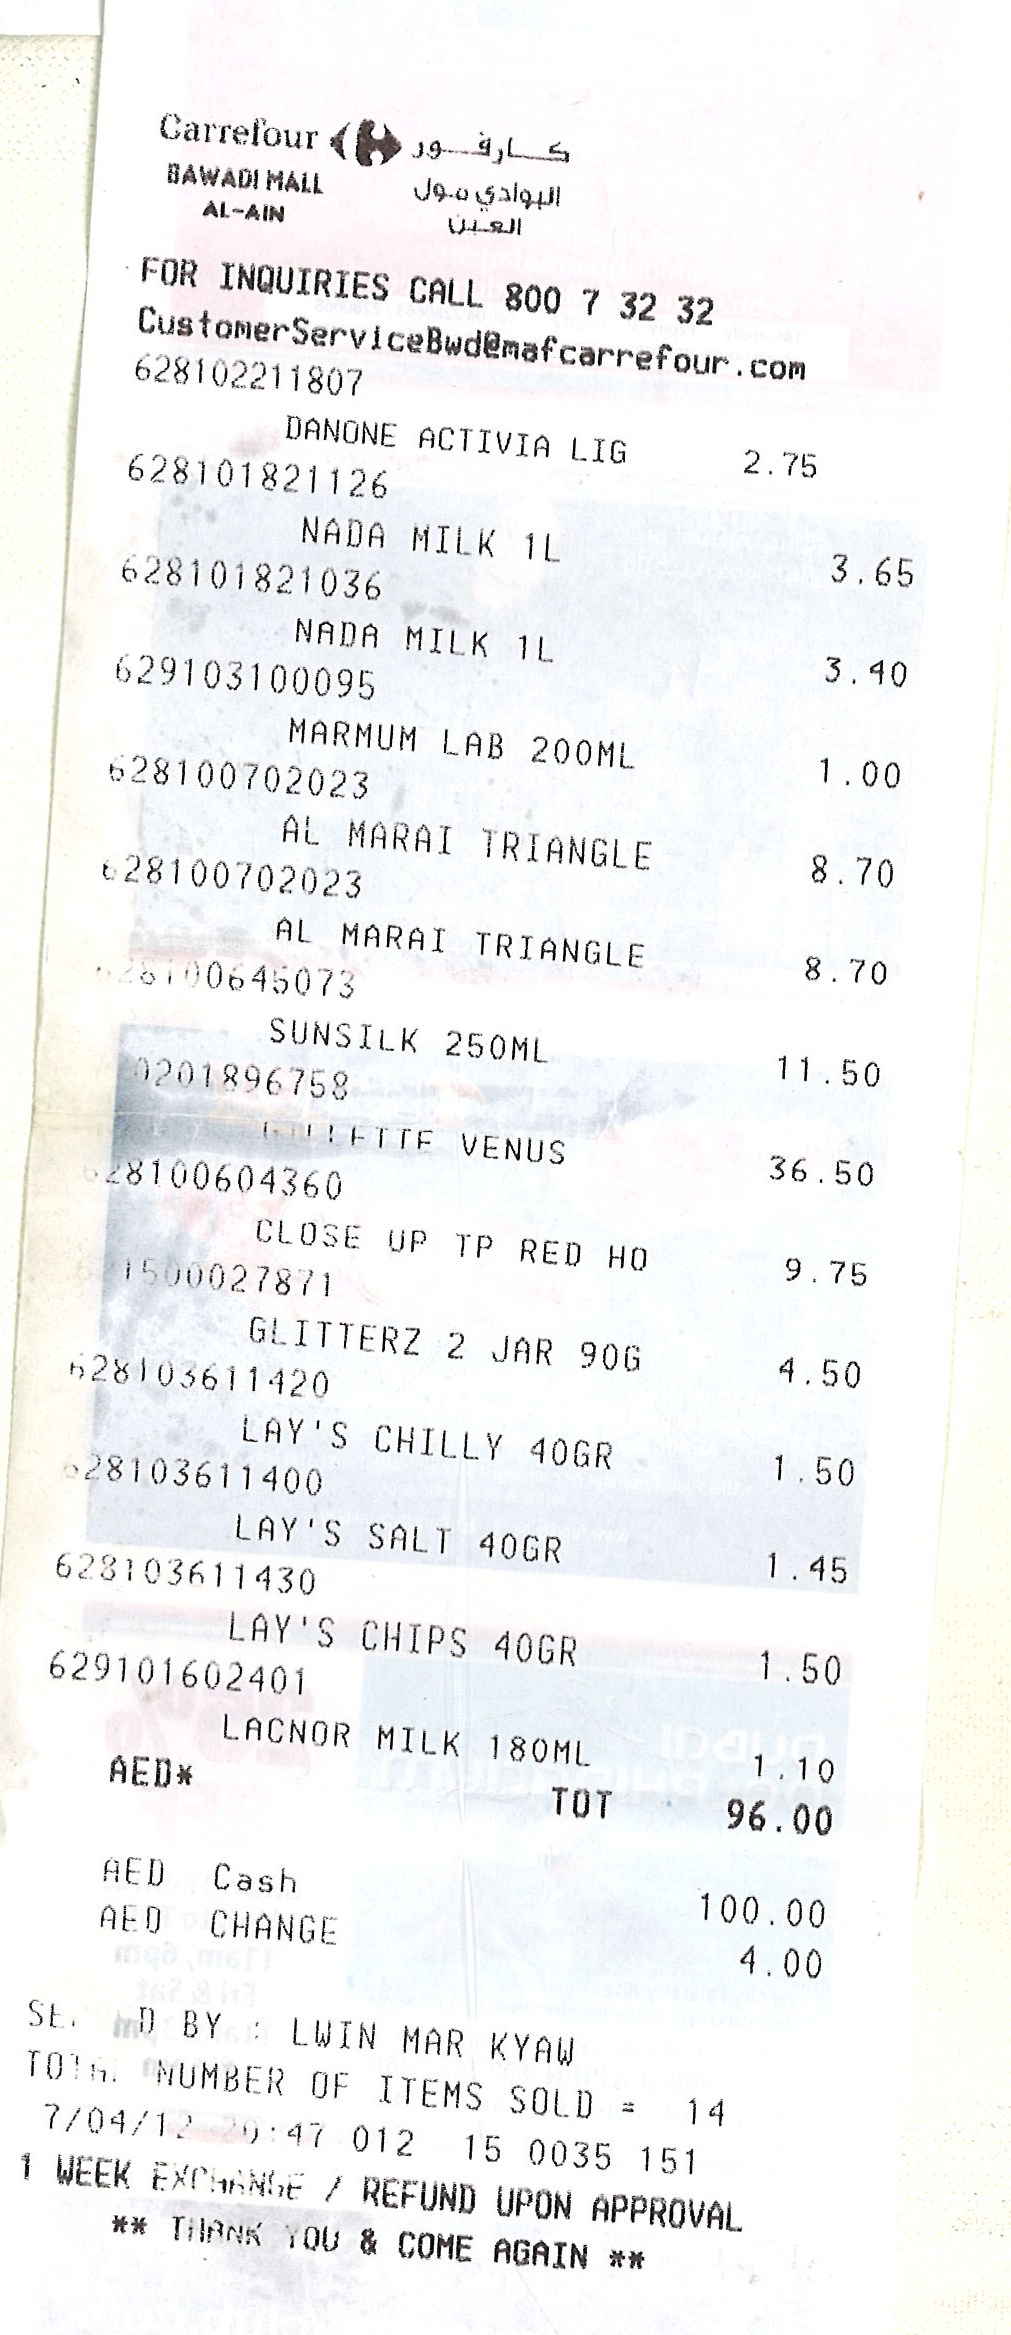 Carrefour كارفور
BAWADI MALL البوادي مول
AL-AIN العين
FOR INQUIRIES CALL 800 7 32 32
CustomerServiceBwd@mafcarrefour.com
628102211807
DANONE ACTIVIA LIG 2.75
628101821126
NADA MILK 1L 3.65
628101821036
NADA MILK 1L 3.40
629103100095
MARMUM LAB 200ML 1.00
628100702023
AL MARAI TRIANGLE 8.70
628100702023
AL MARAI TRIANGLE 8.70
628100645073
SUNSILK 250ML 11.50
0201896758
GILLETTE VENUS 36.50
628100604360
CLOSE UP TP RED HO 9.75
1500027871
GLITTERZ 2 JAR 90G 4.50
628103611420
LAY'S CHILLY 40GR 1.50
628103611400
LAY'S SALT 40GR 1.45
628103611430
LAY'S CHIPS 40GR 1.50
629101602401
LACNOR MILK 180ML 1.10
AED* TOT 96.00
AED Cash 100.00
AED CHANGE 4.00
SERVED BY : LWIN MAR KYAW
TOTAL NUMBER OF ITEMS SOLD = 14
7/04/12 20:47 012 15 0035 151
1 WEEK EXCHANGE / REFUND UPON APPROVAL
** THANK YOU & COME AGAIN **